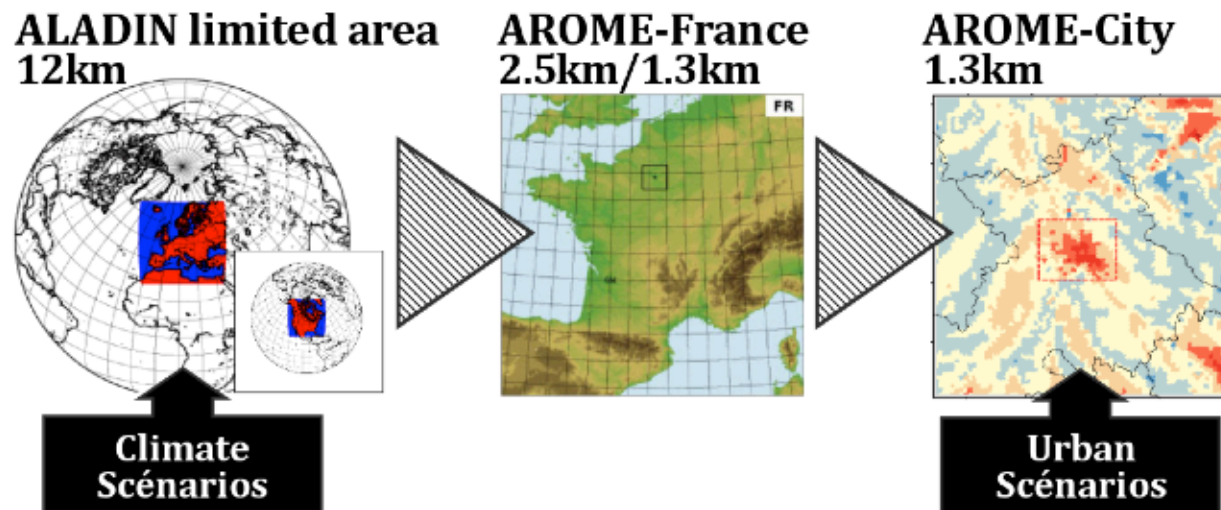 ALADIN limited area
12km
AROME-France
2.5km/1.3km
AROME-City
1.3km
FR
Climate
Scénarios
Urban
Scénarios